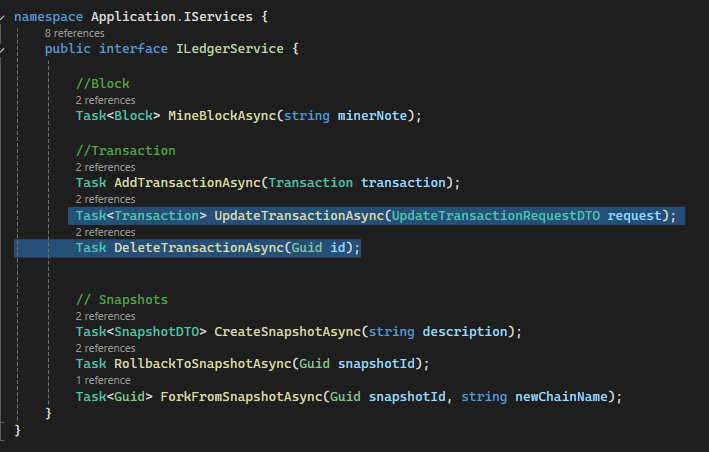 namespace Application.IServices {
8 references
public interface ILedgerService {
//Block
2 references
Task<Block> MineBlockAsync(string minerNote);
//Transaction
2 references
Task AddTransactionAsync(Transaction transaction);
2 references
Task<Transaction> UpdateTransactionAsync(UpdateTransactionRequestDTO request);
2 references
Task DeleteTransactionAsync(Guid id);
// Snapshots
2 references
Task<SnapshotDTO> CreateSnapshotAsync(string description);
2 references
Task RollbackToSnapshotAsync(Guid snapshotId);
1 reference
Task<Guid> ForkFromSnapshotAsync(Guid snapshotId, string newChainName);
}
}